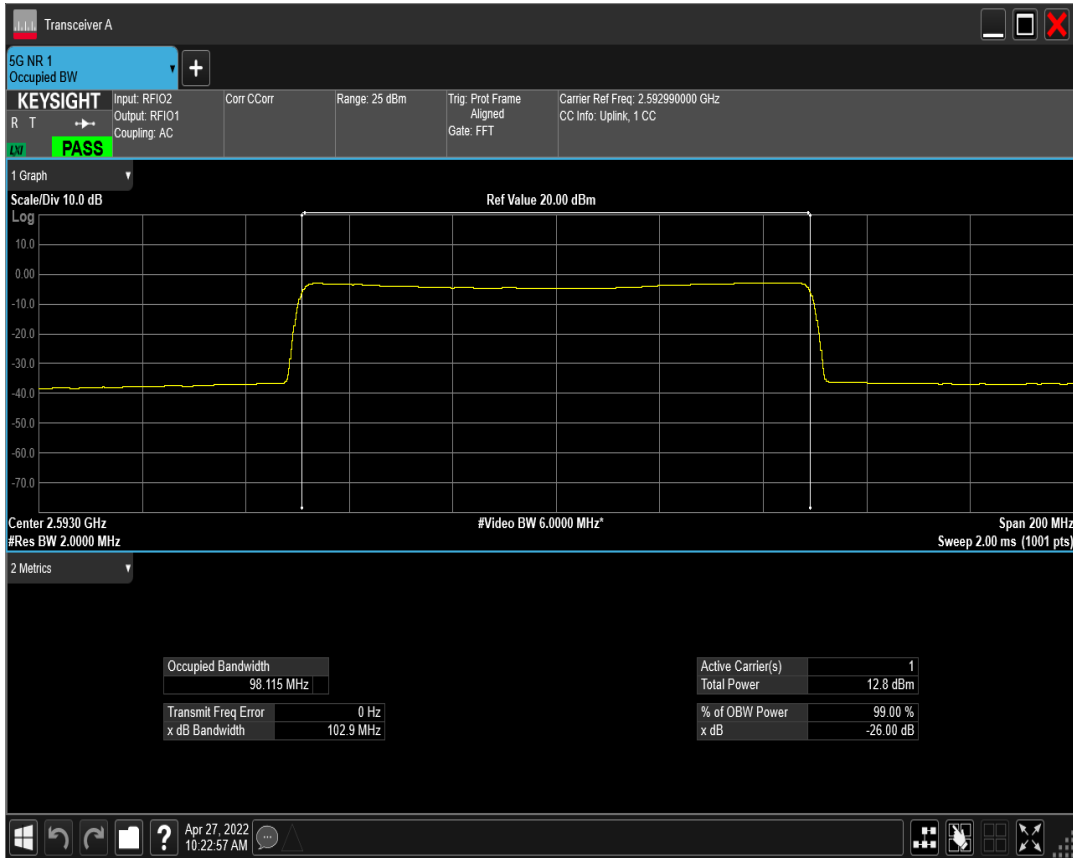 Transceiver A
5G NR 1
Occupied BW
+
KEYSIGHT
R T
LXI
PASS
Input: RFIO2
Output: RFIO1
Coupling: AC
Corr CCorr
Range: 25 dBm
Trig: Prot Frame
Aligned
Gate: FFT
Carrier Ref Freq: 2.592990000 GHz
CC Info: Uplink, 1 CC
1 Graph
Scale/Div 10.0 dB
Ref Value 20.00 dBm
Log
10.0
0.00
-10.0
-20.0
-30.0
-40.0
-50.0
-60.0
-70.0
Center 2.5930 GHz
#Video BW 6.0000 MHz*
Span 200 MHz
#Res BW 2.0000 MHz
Sweep 2.00 ms (1001 pts)
2 Metrics
Occupied Bandwidth
98.115 MHz
Transmit Freq Error 0 Hz
x dB Bandwidth 102.9 MHz
Active Carrier(s) 1
Total Power 12.8 dBm
% of OBW Power 99.00 %
x dB -26.00 dB
?
Apr 27, 2022
10:22:57 AM